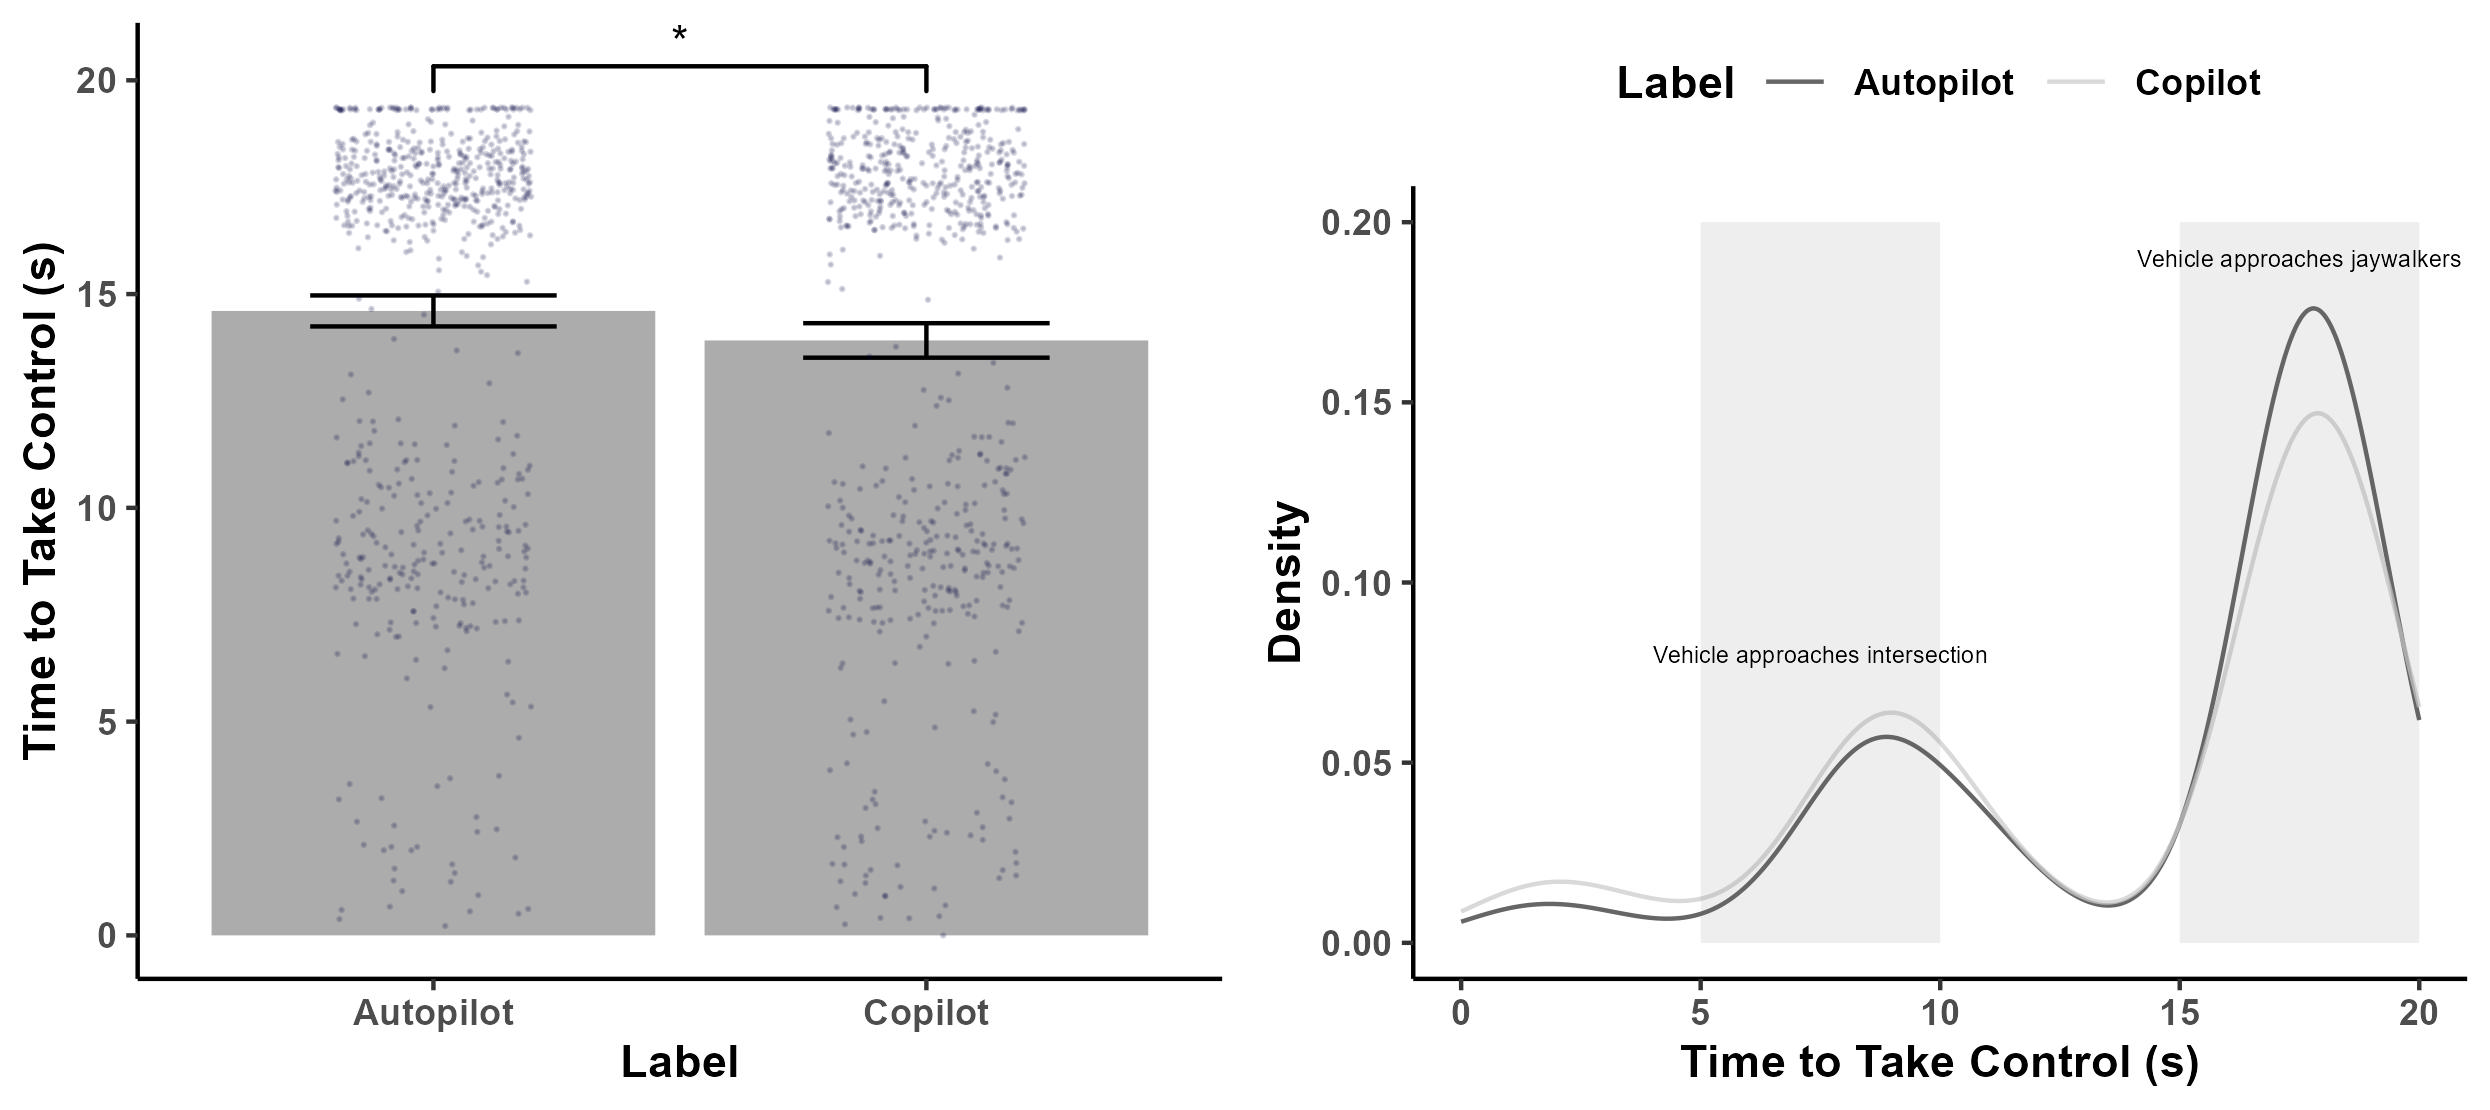 *
20
15
10
5
0
Time to Take Control (s)
Autopilot Copilot
Label
Label Autopilot Copilot
0.20
0.15
0.10
0.05
0.00
Density
Vehicle approaches jaywalkers
Vehicle approaches intersection
0 5 10 15 20
Time to Take Control (s)